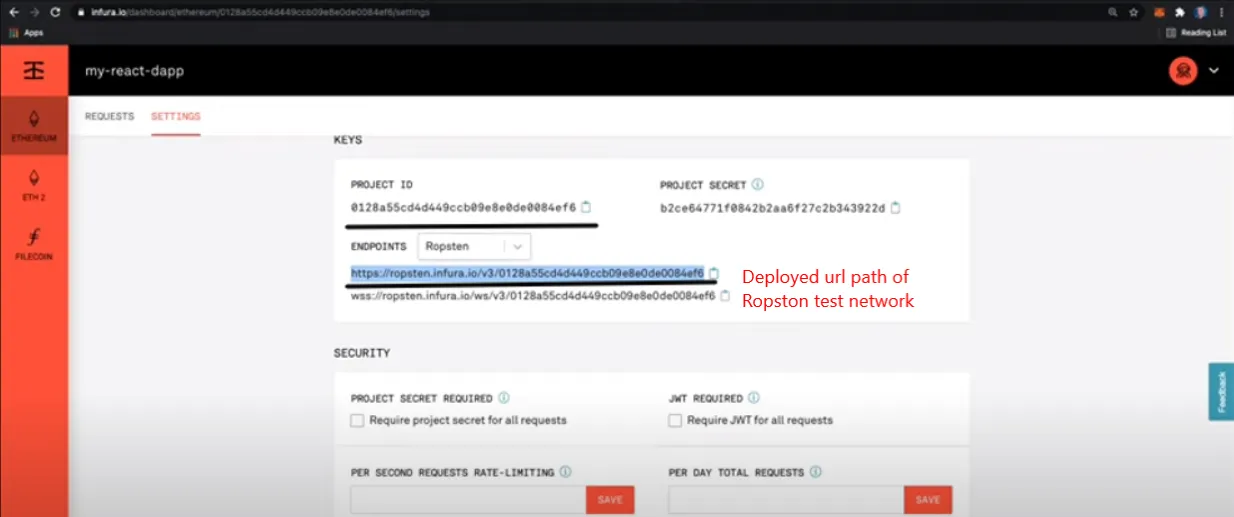 infura.io/dashboard/ethereum/0128a55cd4d449ccb09e8e0de0084ef6/settings
Apps
Reading List
my-react-dapp
REQUESTS
SETTINGS
ETHEREUM
ETH 2
FILECOIN
KEYS
PROJECT ID
PROJECT SECRET
0128a55cd4d449ccb09e8e0de0084ef6
b2ce64771f0842b2aa6f27c2b343922d
ENDPOINTS Ropsten
https://ropsten.infura.io/v3/0128a55cd4d449ccb09e8e0de0084ef6
wss://ropsten.infura.io/ws/v3/0128a55cd4d449ccb09e8e0de0084ef6
Deployed url path of
Ropston test network
SECURITY
PROJECT SECRET REQUIRED
JWT REQUIRED
Require project secret for all requests
Require JWT for all requests
PER SECOND REQUESTS RATE-LIMITING
PER DAY TOTAL REQUESTS
SAVE
SAVE
Feedback